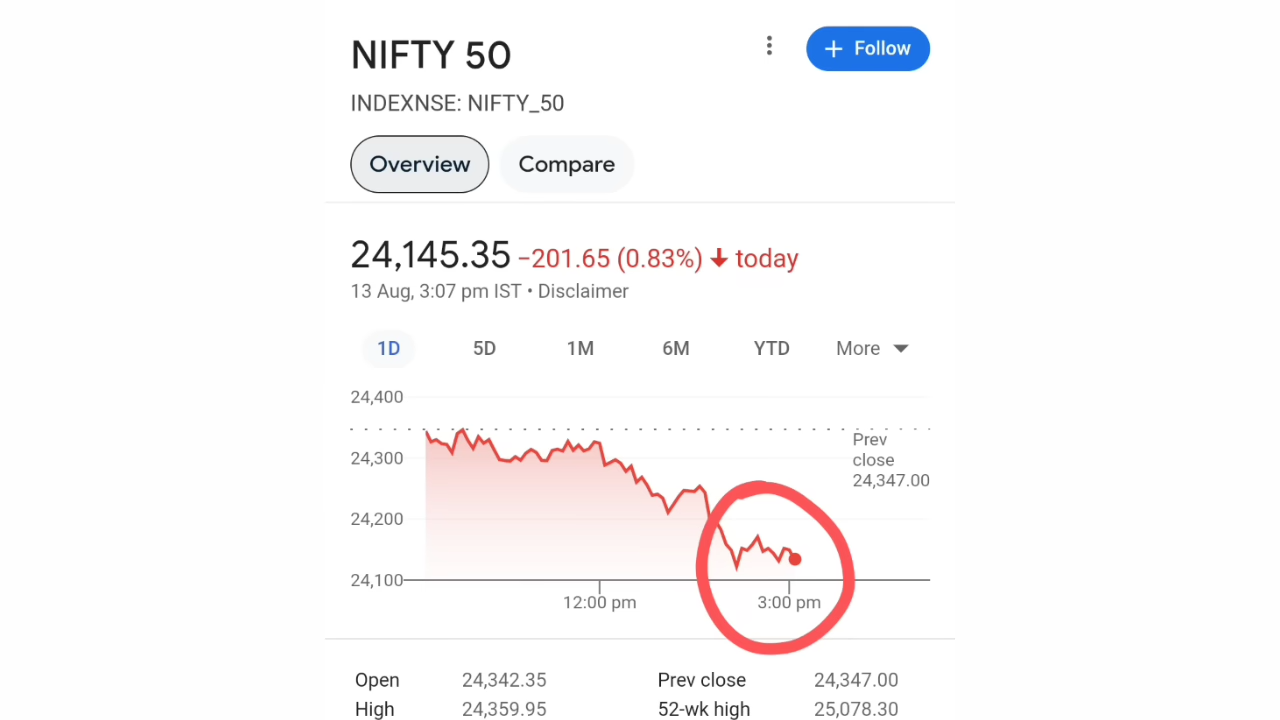 NIFTY 50
+ Follow
INDEXNSE: NIFTY_50
Overview Compare
24,145.35 −201.65 (0.83%) ↓ today
13 Aug, 3:07 pm IST • Disclaimer
1D 5D 1M 6M YTD More
24,400
24,300
24,200
24,100
Prev
close
24,347.00
12:00 pm 3:00 pm
Open 24,342.35 Prev close 24,347.00
High 24,359.95 52-wk high 25,078.30